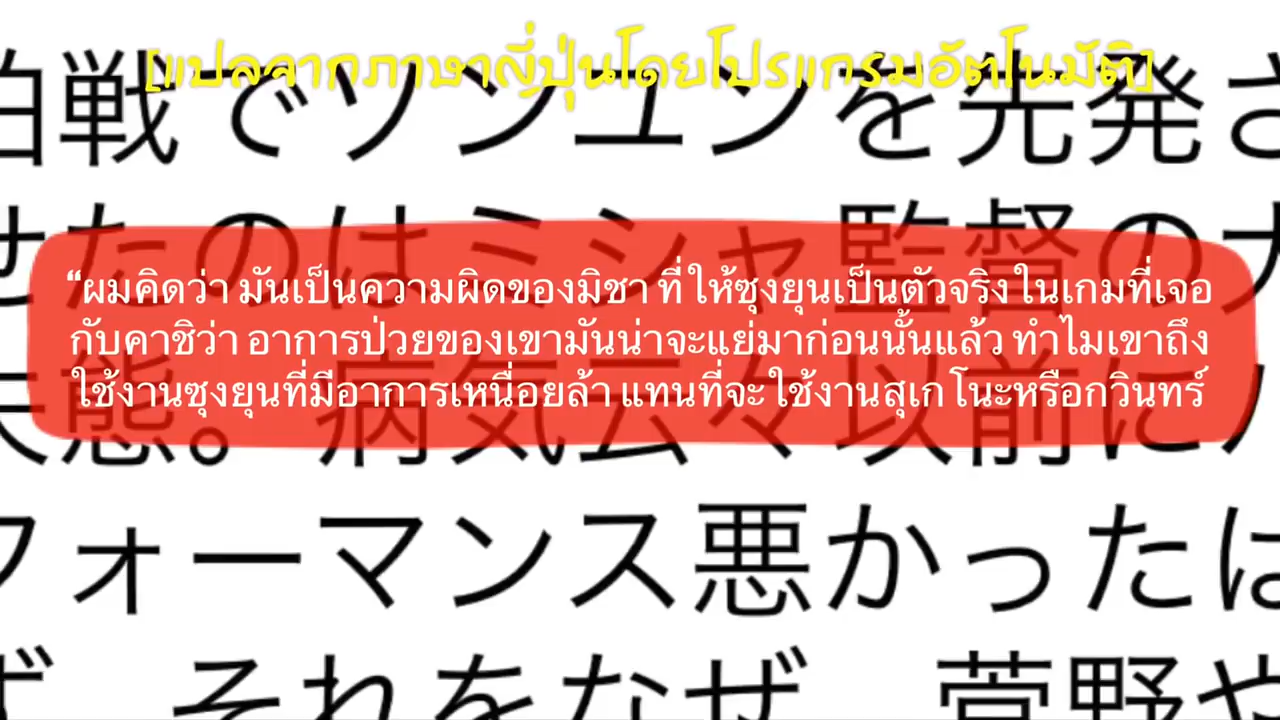 [แปลจากภาษาญี่ปุ่นโดยโปรแกรมอัตโนมัติ]
柏戦でソンユンを先発さ
せたのはミシャ監督の大
“ผมคิดว่า มันเป็นความผิดของมิชา ที่ให้ซุงยุนเป็นตัวจริงในเกมที่เจอ
กับคาชิว่า อาการป่วยของเขามันน่าจะแย่มาก่อนนั้นแล้ว ทำไมเขาถึง
ใช้งานซุงยุนที่มีอาการเหนื่อยล้า แทนที่จะใช้งานสุเกโนะหรือกวินทร์
失態。病気云々以前にパ
フォーマンス悪かったは
ず それをなぜ 菅野や